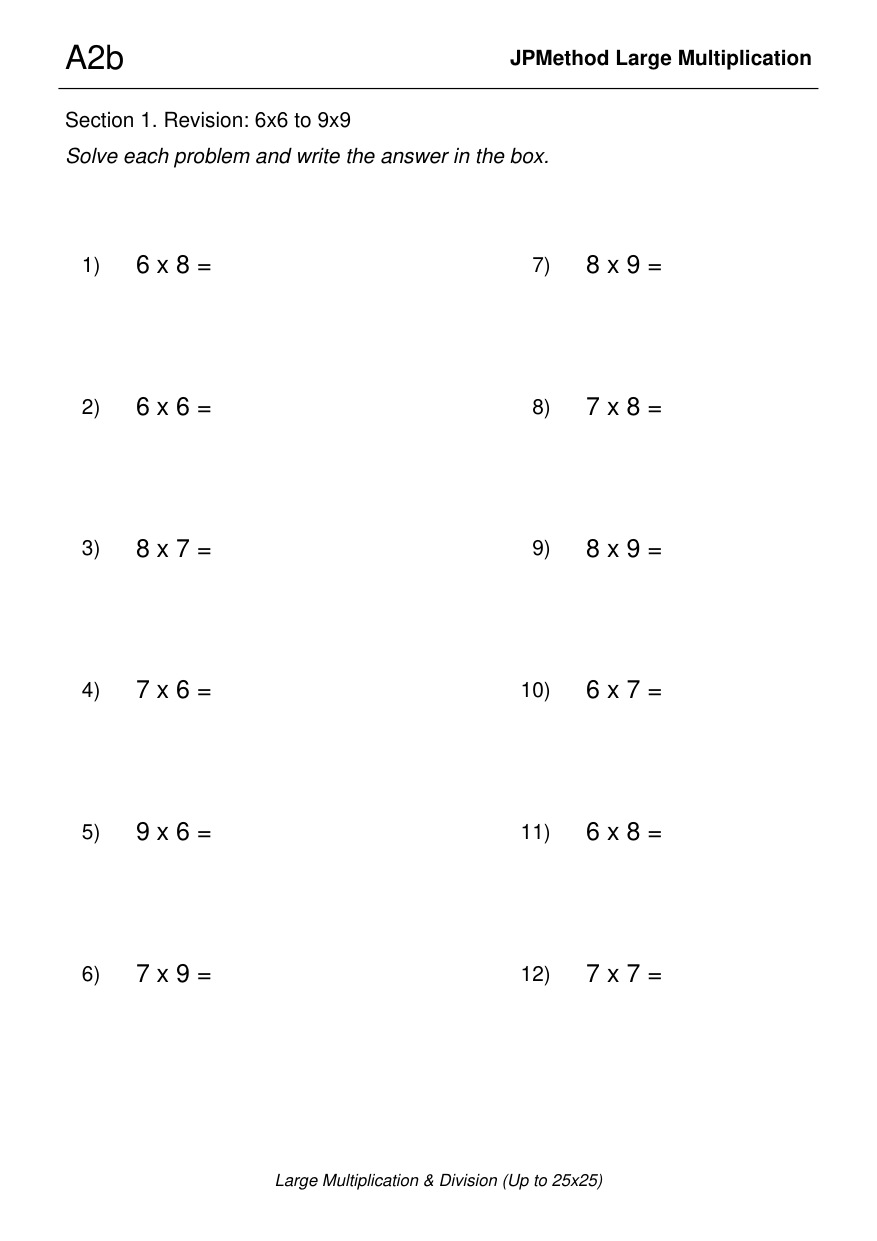 A2b
JPMethod Large Multiplication
Section 1. Revision: 6x6 to 9x9
Solve each problem and write the answer in the box.
1) 6 x 8 =
2) 6 x 6 =
3) 8 x 7 =
4) 7 x 6 =
5) 9 x 6 =
6) 7 x 9 =
7) 8 x 9 =
8) 7 x 8 =
9) 8 x 9 =
10) 6 x 7 =
11) 6 x 8 =
12) 7 x 7 =
Large Multiplication & Division (Up to 25x25)